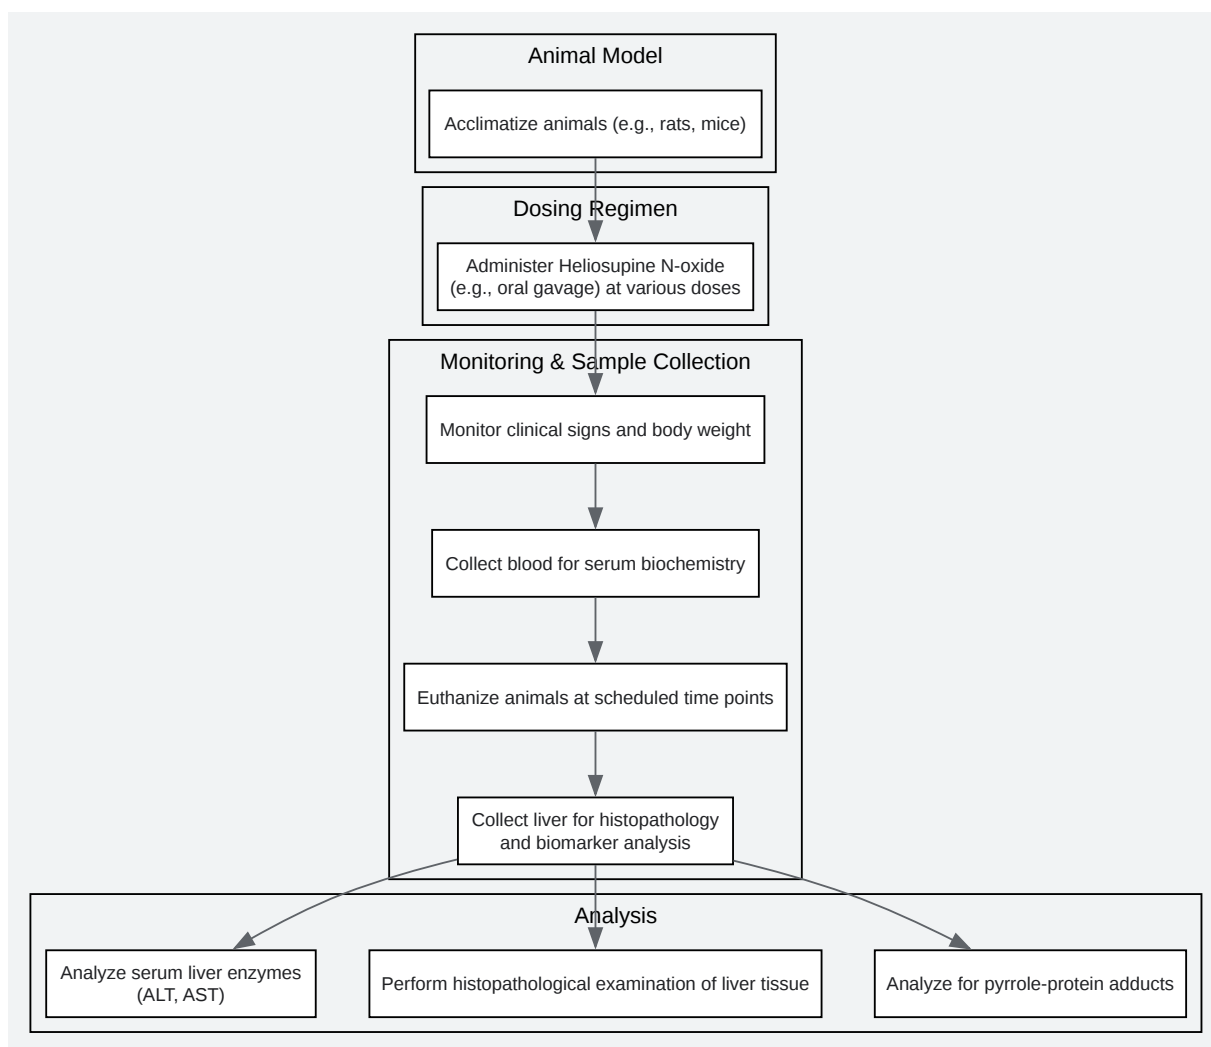 Animal Model
Acclimatize animals (e.g., rats, mice)
Dosing Regimen
Administer Heliosupine N-oxide
(e.g., oral gavage) at various doses
Monitoring & Sample Collection
Monitor clinical signs and body weight
Collect blood for serum biochemistry
Euthanize animals at scheduled time points
Collect liver for histopathology
and biomarker analysis
Analysis
Analyze serum liver enzymes
(ALT, AST)
Perform histopathological examination of liver tissue
Analyze for pyrrole-protein adducts